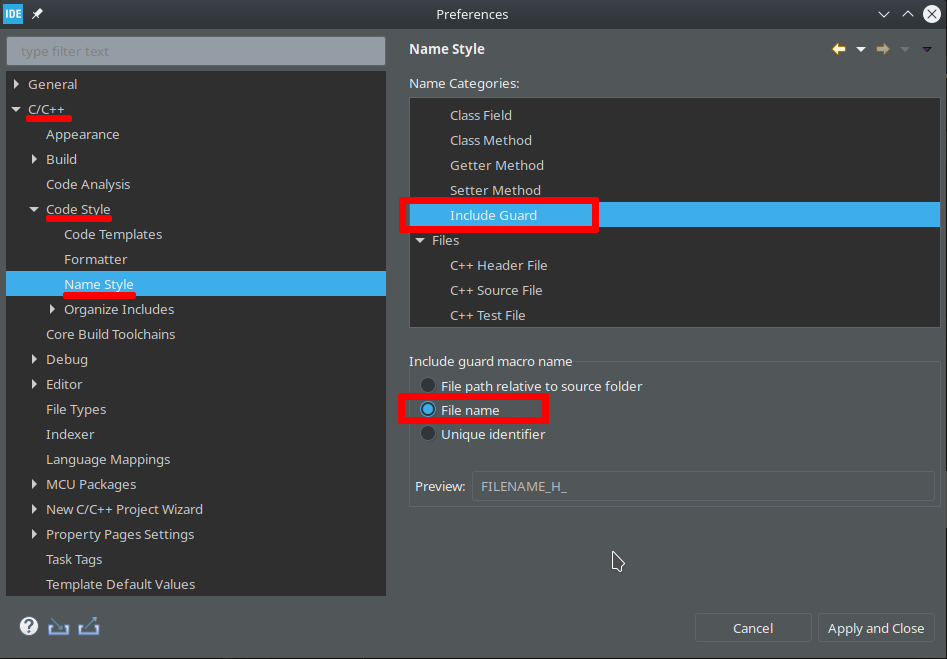 IDE
Preferences
type filter text
General
C/C++
Appearance
Build
Code Analysis
Code Style
Code Templates
Formatter
Name Style
Organize Includes
Core Build Toolchains
Debug
Editor
File Types
Indexer
Language Mappings
MCU Packages
New C/C++ Project Wizard
Property Pages Settings
Task Tags
Template Default Values
Name Style
Name Categories:
Class Field
Class Method
Getter Method
Setter Method
Include Guard
Files
C++ Header File
C++ Source File
C++ Test File
Include guard macro name
File path relative to source folder
File name
Unique identifier
Preview: FILENAME_H_
?
Cancel
Apply and Close